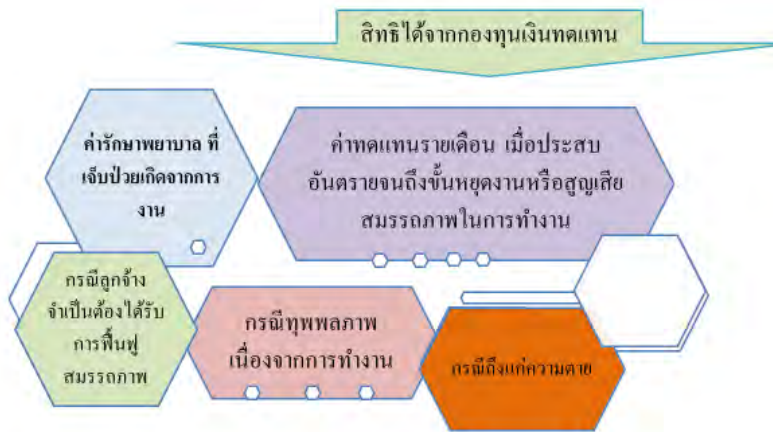 สิทธิได้จากกองทุนเงินทดแทน
ค่ารักษาพยาบาล ที่
เจ็บป่วยเกิดจากการ
งาน
ค่าทดแทนรายเดือน เมื่อประสบ
อันตรายจนถึงขั้นหยุดงานหรือสูญเสีย
สมรรถภาพในการทำงาน
กรณีลูกจ้าง
จำเป็นต้องได้รับ
การฟื้นฟู
สมรรถภาพ
กรณีทุพพลภาพ
เนื่องจากการทำงาน
กรณีถึงแก่ความตาย